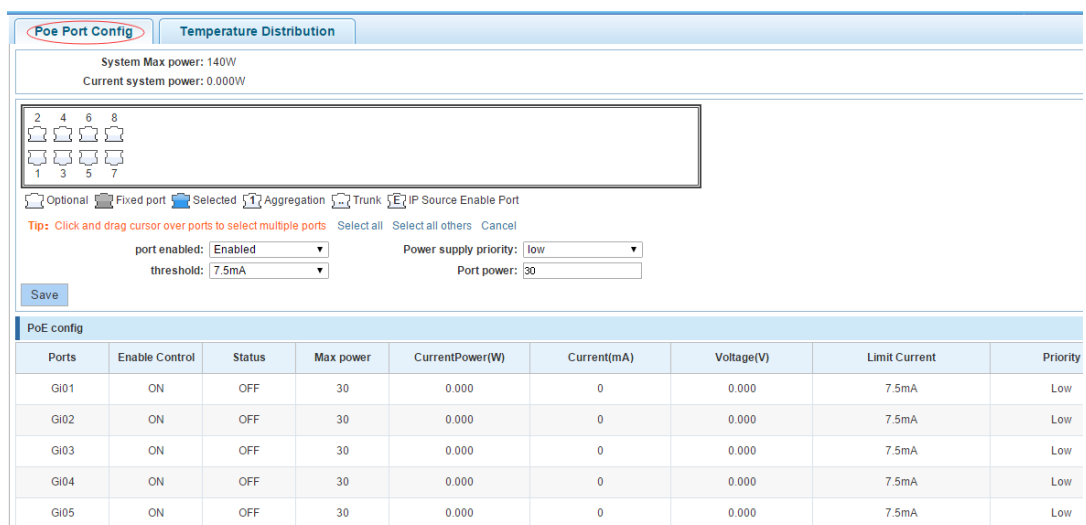 Poe Port Config Temperature Distribution
System Max power: 140W
Current system power: 0.000W
2 4 6 8
1 3 5 7
Optional Fixed port Selected 1 Aggregation .. Trunk E IP Source Enable Port
Tip: Click and drag cursor over ports to select multiple ports Select all Select all others Cancel
port enabled: Enabled Power supply priority: low
threshold: 7.5mA Port power: 30
Save
PoE config
Ports Enable Control Status Max power CurrentPower(W) Current(mA) Voltage(V) Limit Current Priority
Gi01 ON OFF 30 0.000 0 0.000 7.5mA Low
Gi02 ON OFF 30 0.000 0 0.000 7.5mA Low
Gi03 ON OFF 30 0.000 0 0.000 7.5mA Low
Gi04 ON OFF 30 0.000 0 0.000 7.5mA Low
Gi05 ON OFF 30 0.000 0 0.000 7.5mA Low